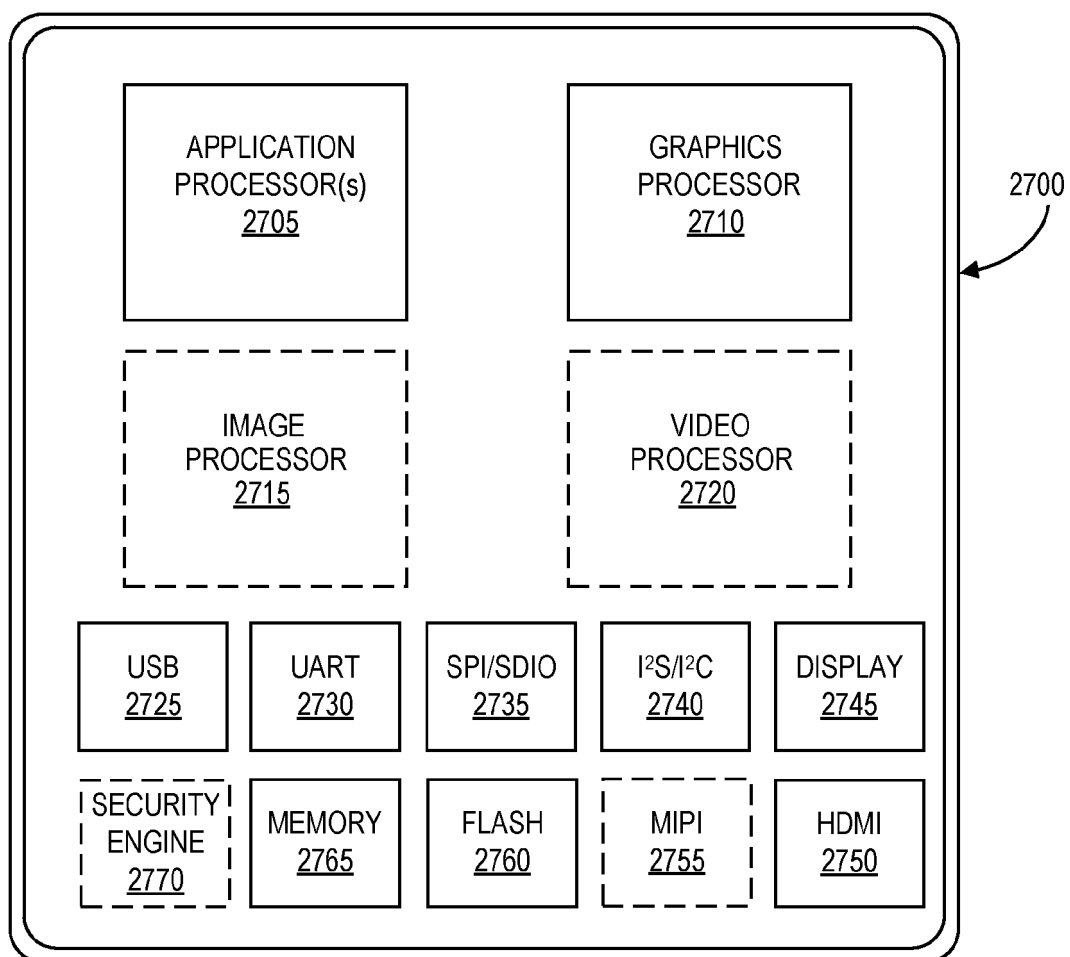 APPLICATION
PROCESSOR(s)
2705
GRAPHICS
PROCESSOR
2710
2700
IMAGE
PROCESSOR
2715
VIDEO
PROCESSOR
2720
USB
2725
UART
2730
SPI/SDIO
2735
I²S/I²C
2740
DISPLAY
2745
SECURITY
ENGINE
2770
MEMORY
2765
FLASH
2760
MIPI
2755
HDMI
2750